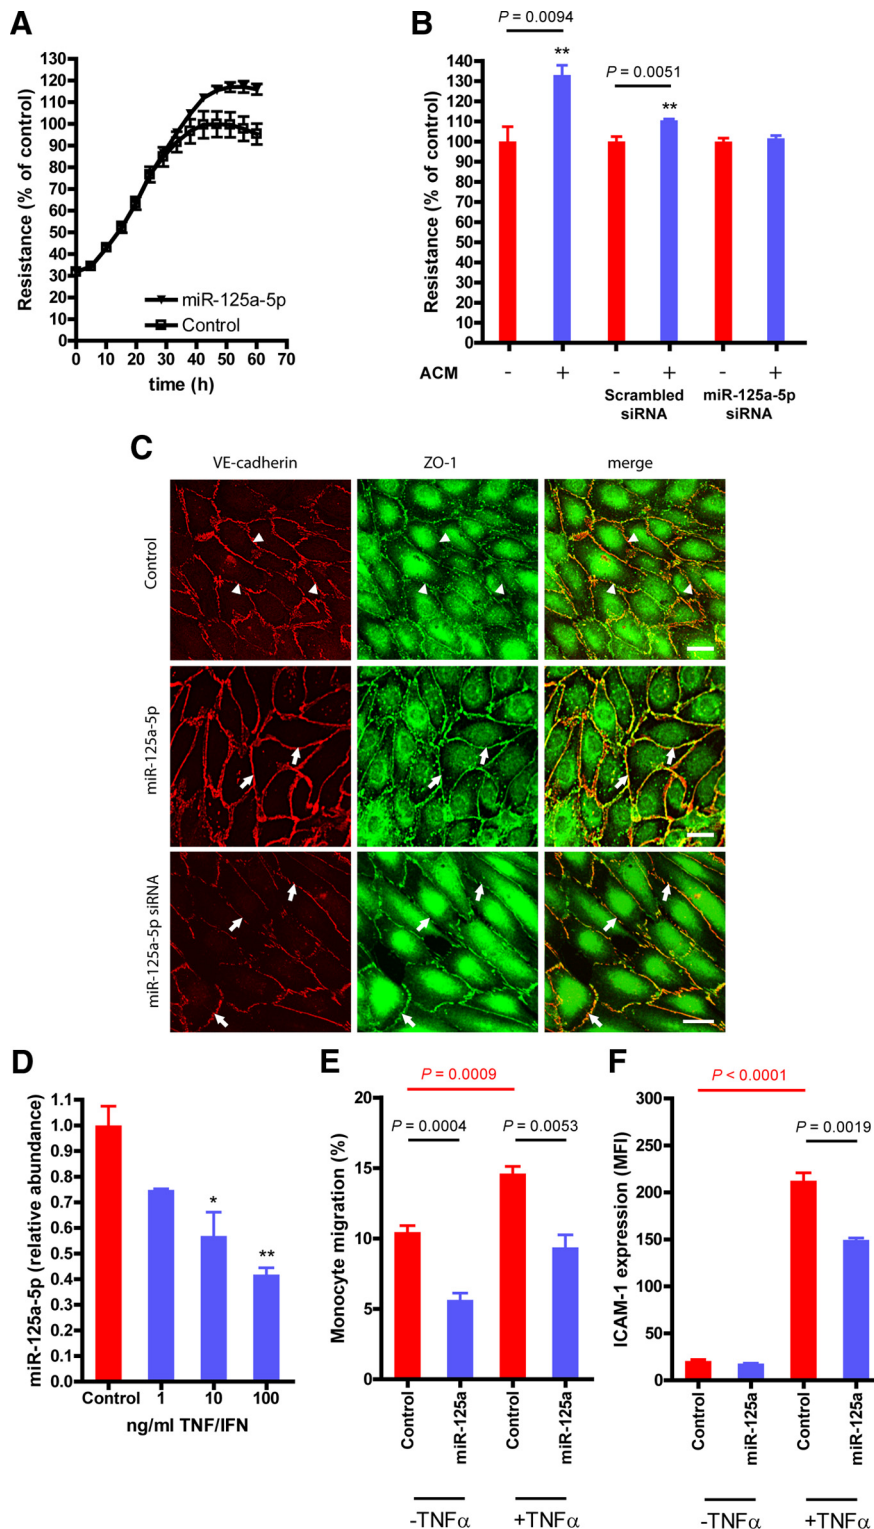 A
Resistance (% of control)
130
120
110
100
90
80
70
60
50
40
30
20
10
0
miR-125a-5p
Control
0 10 20 30 40 50 60 70
time (h)
B
P = 0.0094
**
P = 0.0051
**
Resistance (% of control)
140
130
120
110
100
90
80
70
60
50
40
30
20
10
0
ACM - + - + - +
Scrambled siRNA
miR-125a-5p siRNA
C
VE-cadherin ZO-1 merge
Control
miR-125a-5p
miR-125a-5p siRNA
D
miR-125a-5p (relative abundance)
1.1
1.0
0.9
0.8
0.7
0.6
0.5
0.4
0.3
0.2
0.1
0.0
*
**
Control 1 10 100
ng/ml TNF/IFN
E
P = 0.0009
P = 0.0004 P = 0.0053
Monocyte migration (%)
20
15
10
5
0
Control
miR-125a
Control
miR-125a
-TNFα +TNFα
F
P < 0.0001
P = 0.0019
ICAM-1 expression (MFI)
300
250
200
150
100
50
0
Control
miR-125a
Control
miR-125a
-TNFα +TNFα